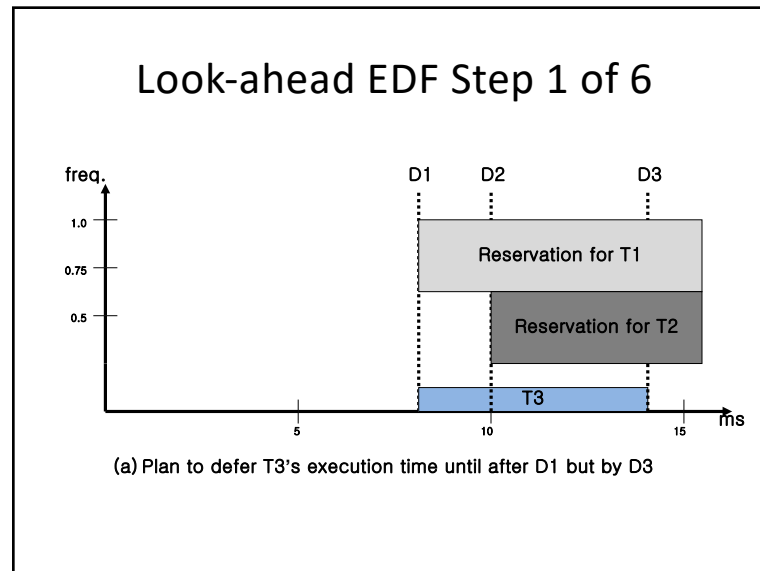 Look-ahead EDF Step 1 of 6
freq.
D1
D2
D3
1.0
Reservation for T1
0.75
0.5
Reservation for T2
T3
ms
5
10
15
(a) Plan to defer T3's execution time until after D1 but by D3